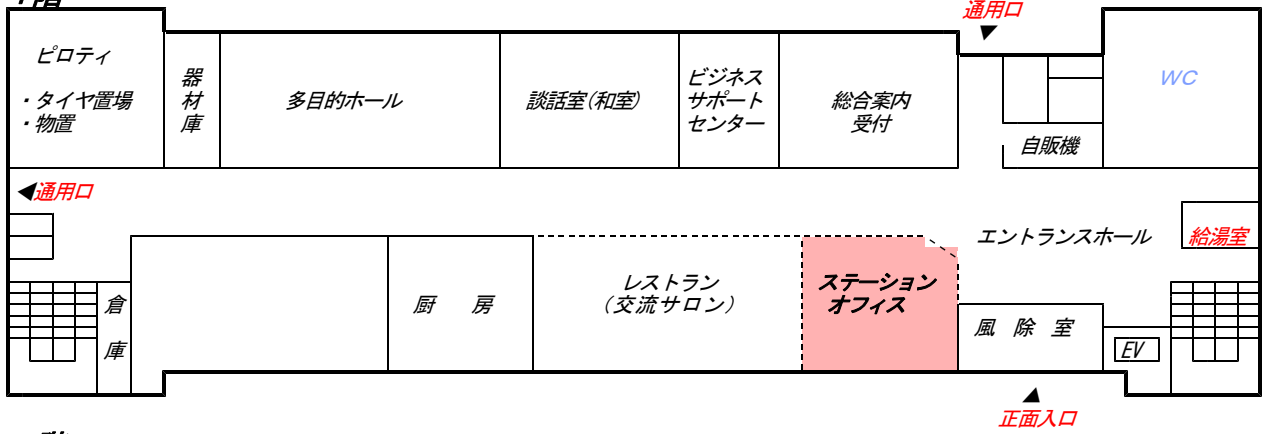 通用口
ピロティ
・タイヤ置場
・物置
器材庫
多目的ホール
談話室(和室)
ビジネス
サポート
センター
総合案内
受付
自販機
WC
通用口
エントランスホール
給湯室
倉庫
厨　房
レストラン
（交流サロン）
ステーション
オフィス
風 除 室
EV
正面入口